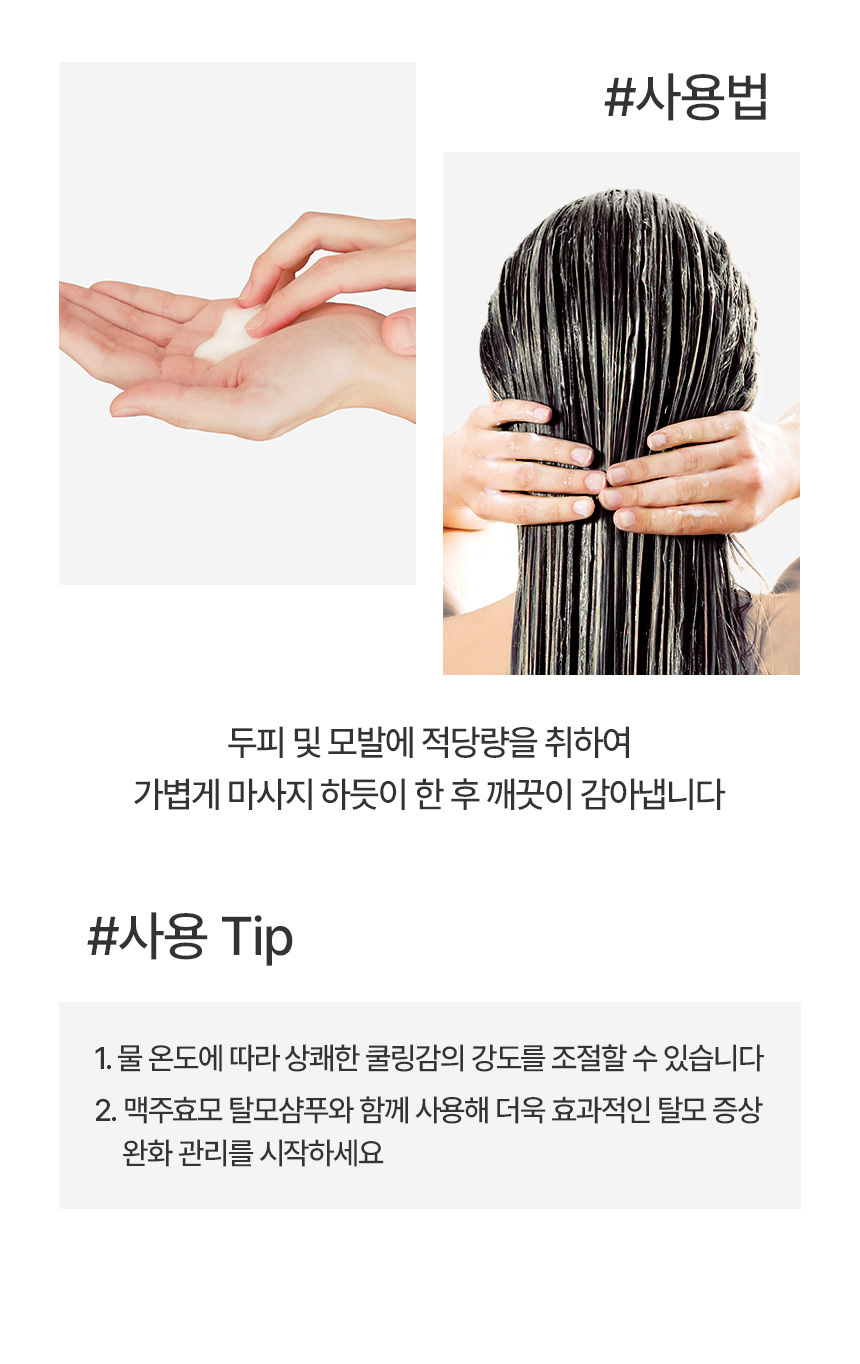 #사용법
두피 및 모발에 적당량을 취하여
가볍게 마사지 하듯이 한 후 깨끗이 감아냅니다
#사용 Tip
1. 물 온도에 따라 상쾌한 쿨링감의 강도를 조절할 수 있습니다
2. 맥주효모 탈모샴푸와 함께 사용해 더욱 효과적인 탈모 증상
완화 관리를 시작하세요